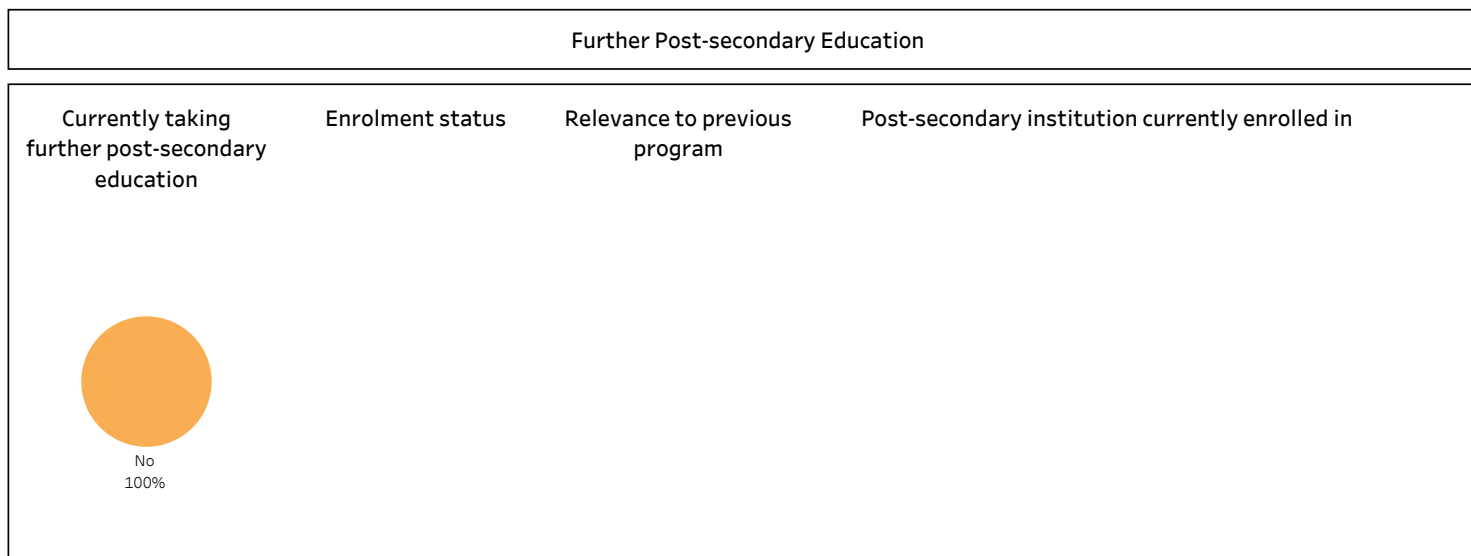 Further Post-secondary Education
Currently taking
further post-secondary
education
Enrolment status
Relevance to previous
program
Post-secondary institution currently enrolled in
No
100%